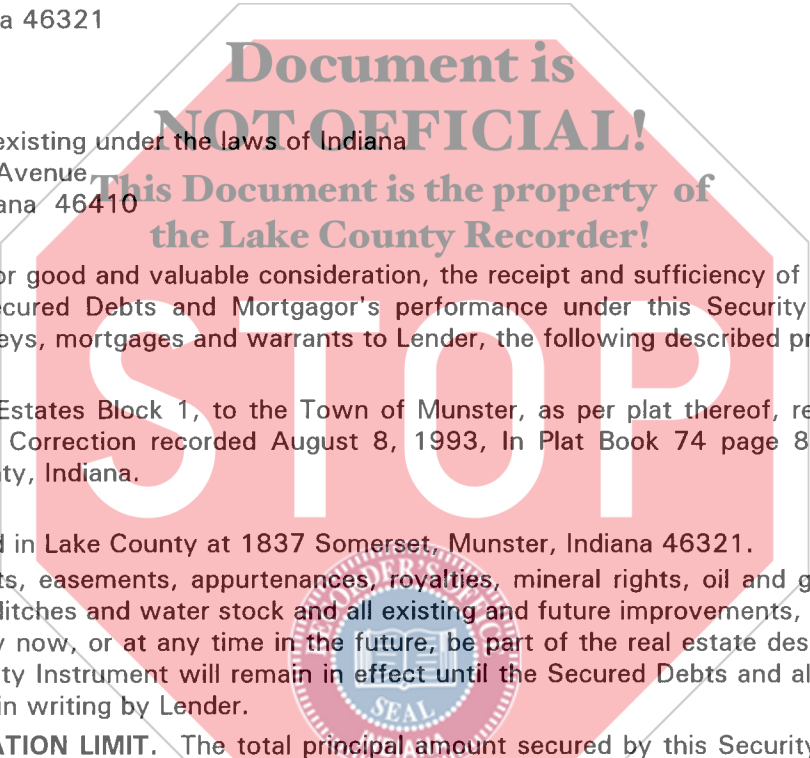 a 46321
Document is
NOT OFFICIAL!
existing under the laws of Indiana
Avenue
This Document is the property of
ana 46410
the Lake County Recorder!
or good and valuable consideration, the receipt and sufficiency of
ecured Debts and Mortgagor's performance under this Security
eys, mortgages and warrants to Lender, the following described pr
STOP
Estates Block 1, to the Town of Munster, as per plat thereof, re
Correction recorded August 8, 1993, In Plat Book 74 page 8
ty, Indiana.
d in Lake County at 1837 Somerset, Munster, Indiana 46321.
ts, easements, appurtenances, royalties, mineral rights, oil and g
ditches and water stock and all existing and future improvements,
y now, or at any time in the future, be part of the real estate des
ty Instrument will remain in effect until the Secured Debts and al
in writing by Lender.
RECORDER'S OFFICE
SEAL
INDIANA
ATION LIMIT. The total principal amount secured by this Security